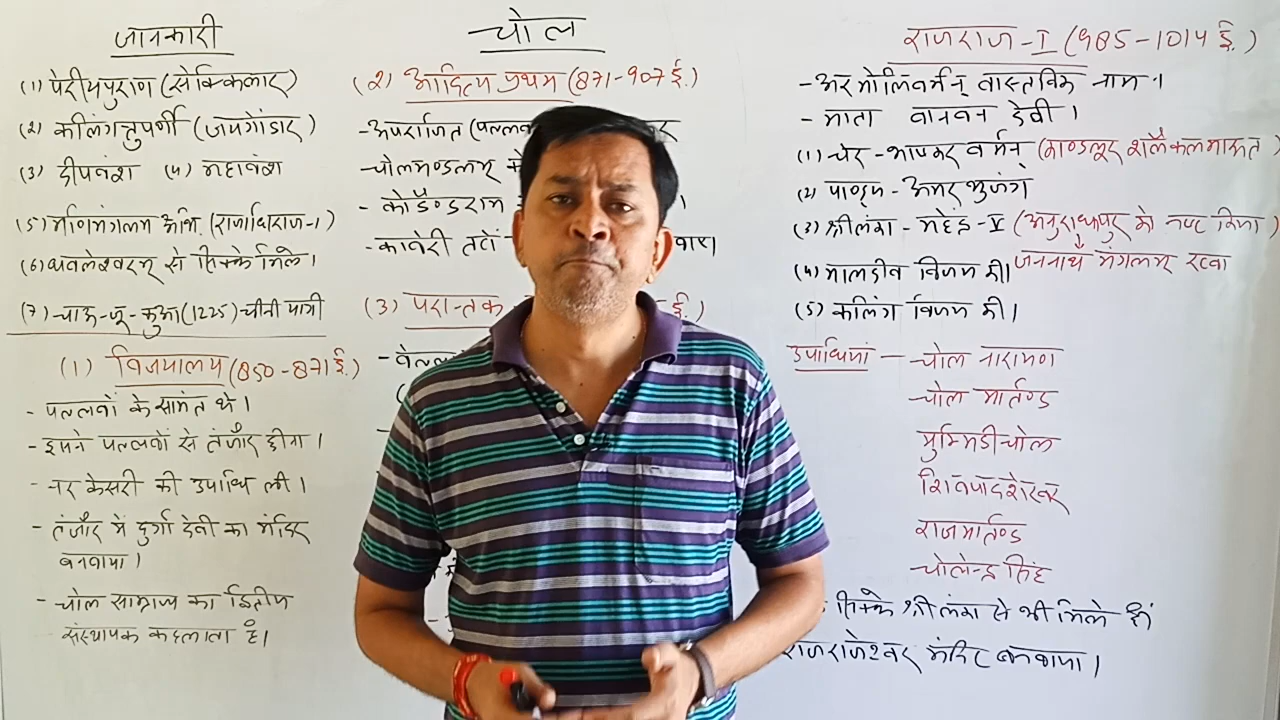 चोल
जानकारी
(1) पेरीयपुराण (सेक्किलार)
(2) कलिंगत्तुपर्णी (जयगोंडार)
(3) दीपवंश (4) महावंश
(5) मणिमंगलम अभि. (राजाधिराज-1)
(6) धवलेश्वरम् से सिक्के मिले।
(7) चाऊ-जू-कुआ (1225)-चीनी यात्री
(1) विजयालय (850-871 ई.)
- पल्लवों के सामंत थे।
- इसने पल्लवों से तंजौर छीना।
- नर केसरी की उपाधि ली।
- तंजौर में दुर्गा देवी का मंदिर
बनवाया।
- चोल साम्राज्य का द्वितीय
संस्थापक कहलाता है।
(2) आदित्य प्रथम (871-907 ई.)
- अपराजित (पल्लव
- चोलमण्डलम्
- कोदण्डराम
- कावेरी तटों
(3) परान्तक ई.)
राजराज-I (985-1014 ई.)
- अरमोलिवर्मन् वास्तविक नाम।
- माता वानवन देवी।
(1) चेर - भास्कर वर्मन (काण्डलूर शालैकलमारुत)
(2) पाण्ड्य - अमर भुजंग
(3) श्रीलंका - महेन्द्र-V (अनुराधापुर को नष्ट किया)
जननाथ मंगलम् रखा
(4) मालदीव विजय की।
(5) कलिंग विजय की।
उपाधियां - चोल नारायण
चोल मार्तण्ड
मुम्मिडी चोल
शिवपादशेखर
राजमार्तण्ड
चोलेन्द्र सिंह
सिक्के श्रीलंका से भी मिले हैं।
राजराजेश्वर मंदिर बनवाया।